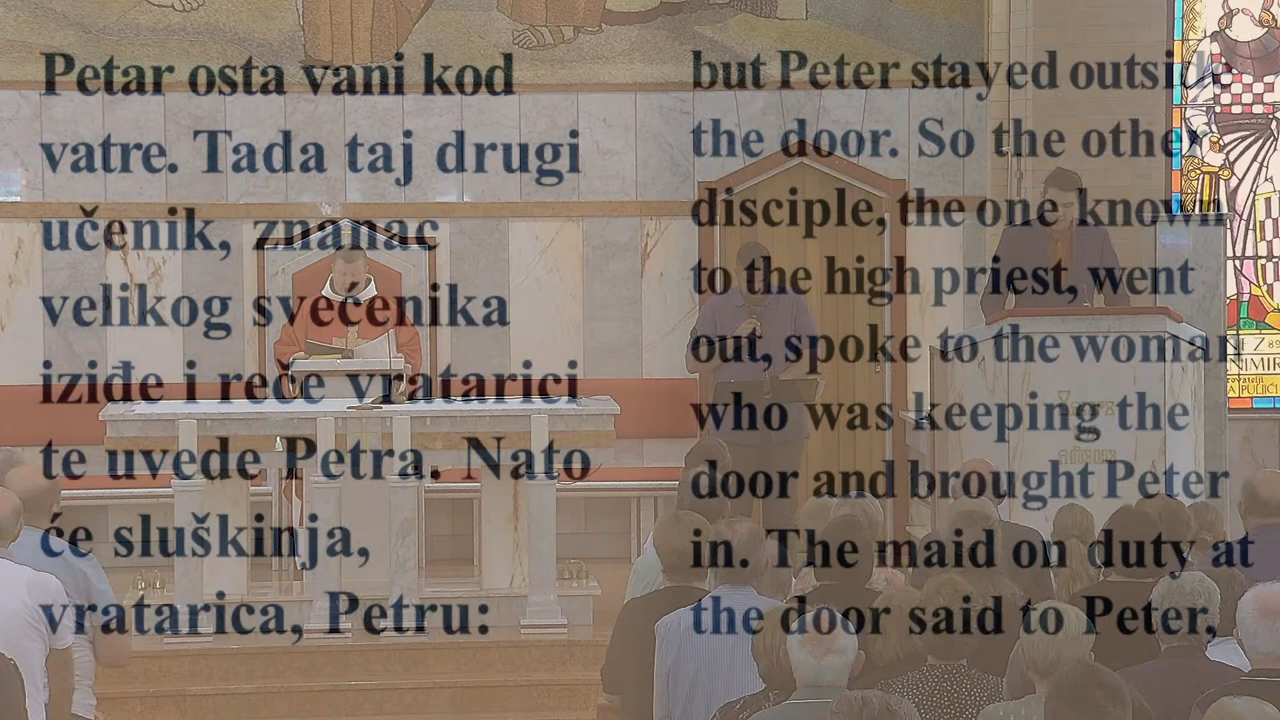 Petar osta vani kod
vatre. Tada taj drugi
učenik, znanac
velikog svećenika
iziđe i reče vratarici
te uvede Petra. Nato
će sluškinja,
vratarica, Petru:
but Peter stayed outside
the door. So the other
disciple, the one known
to the high priest, went
out, spoke to the woman
who was keeping the
door and brought Peter
in. The maid on duty at
the door said to Peter,